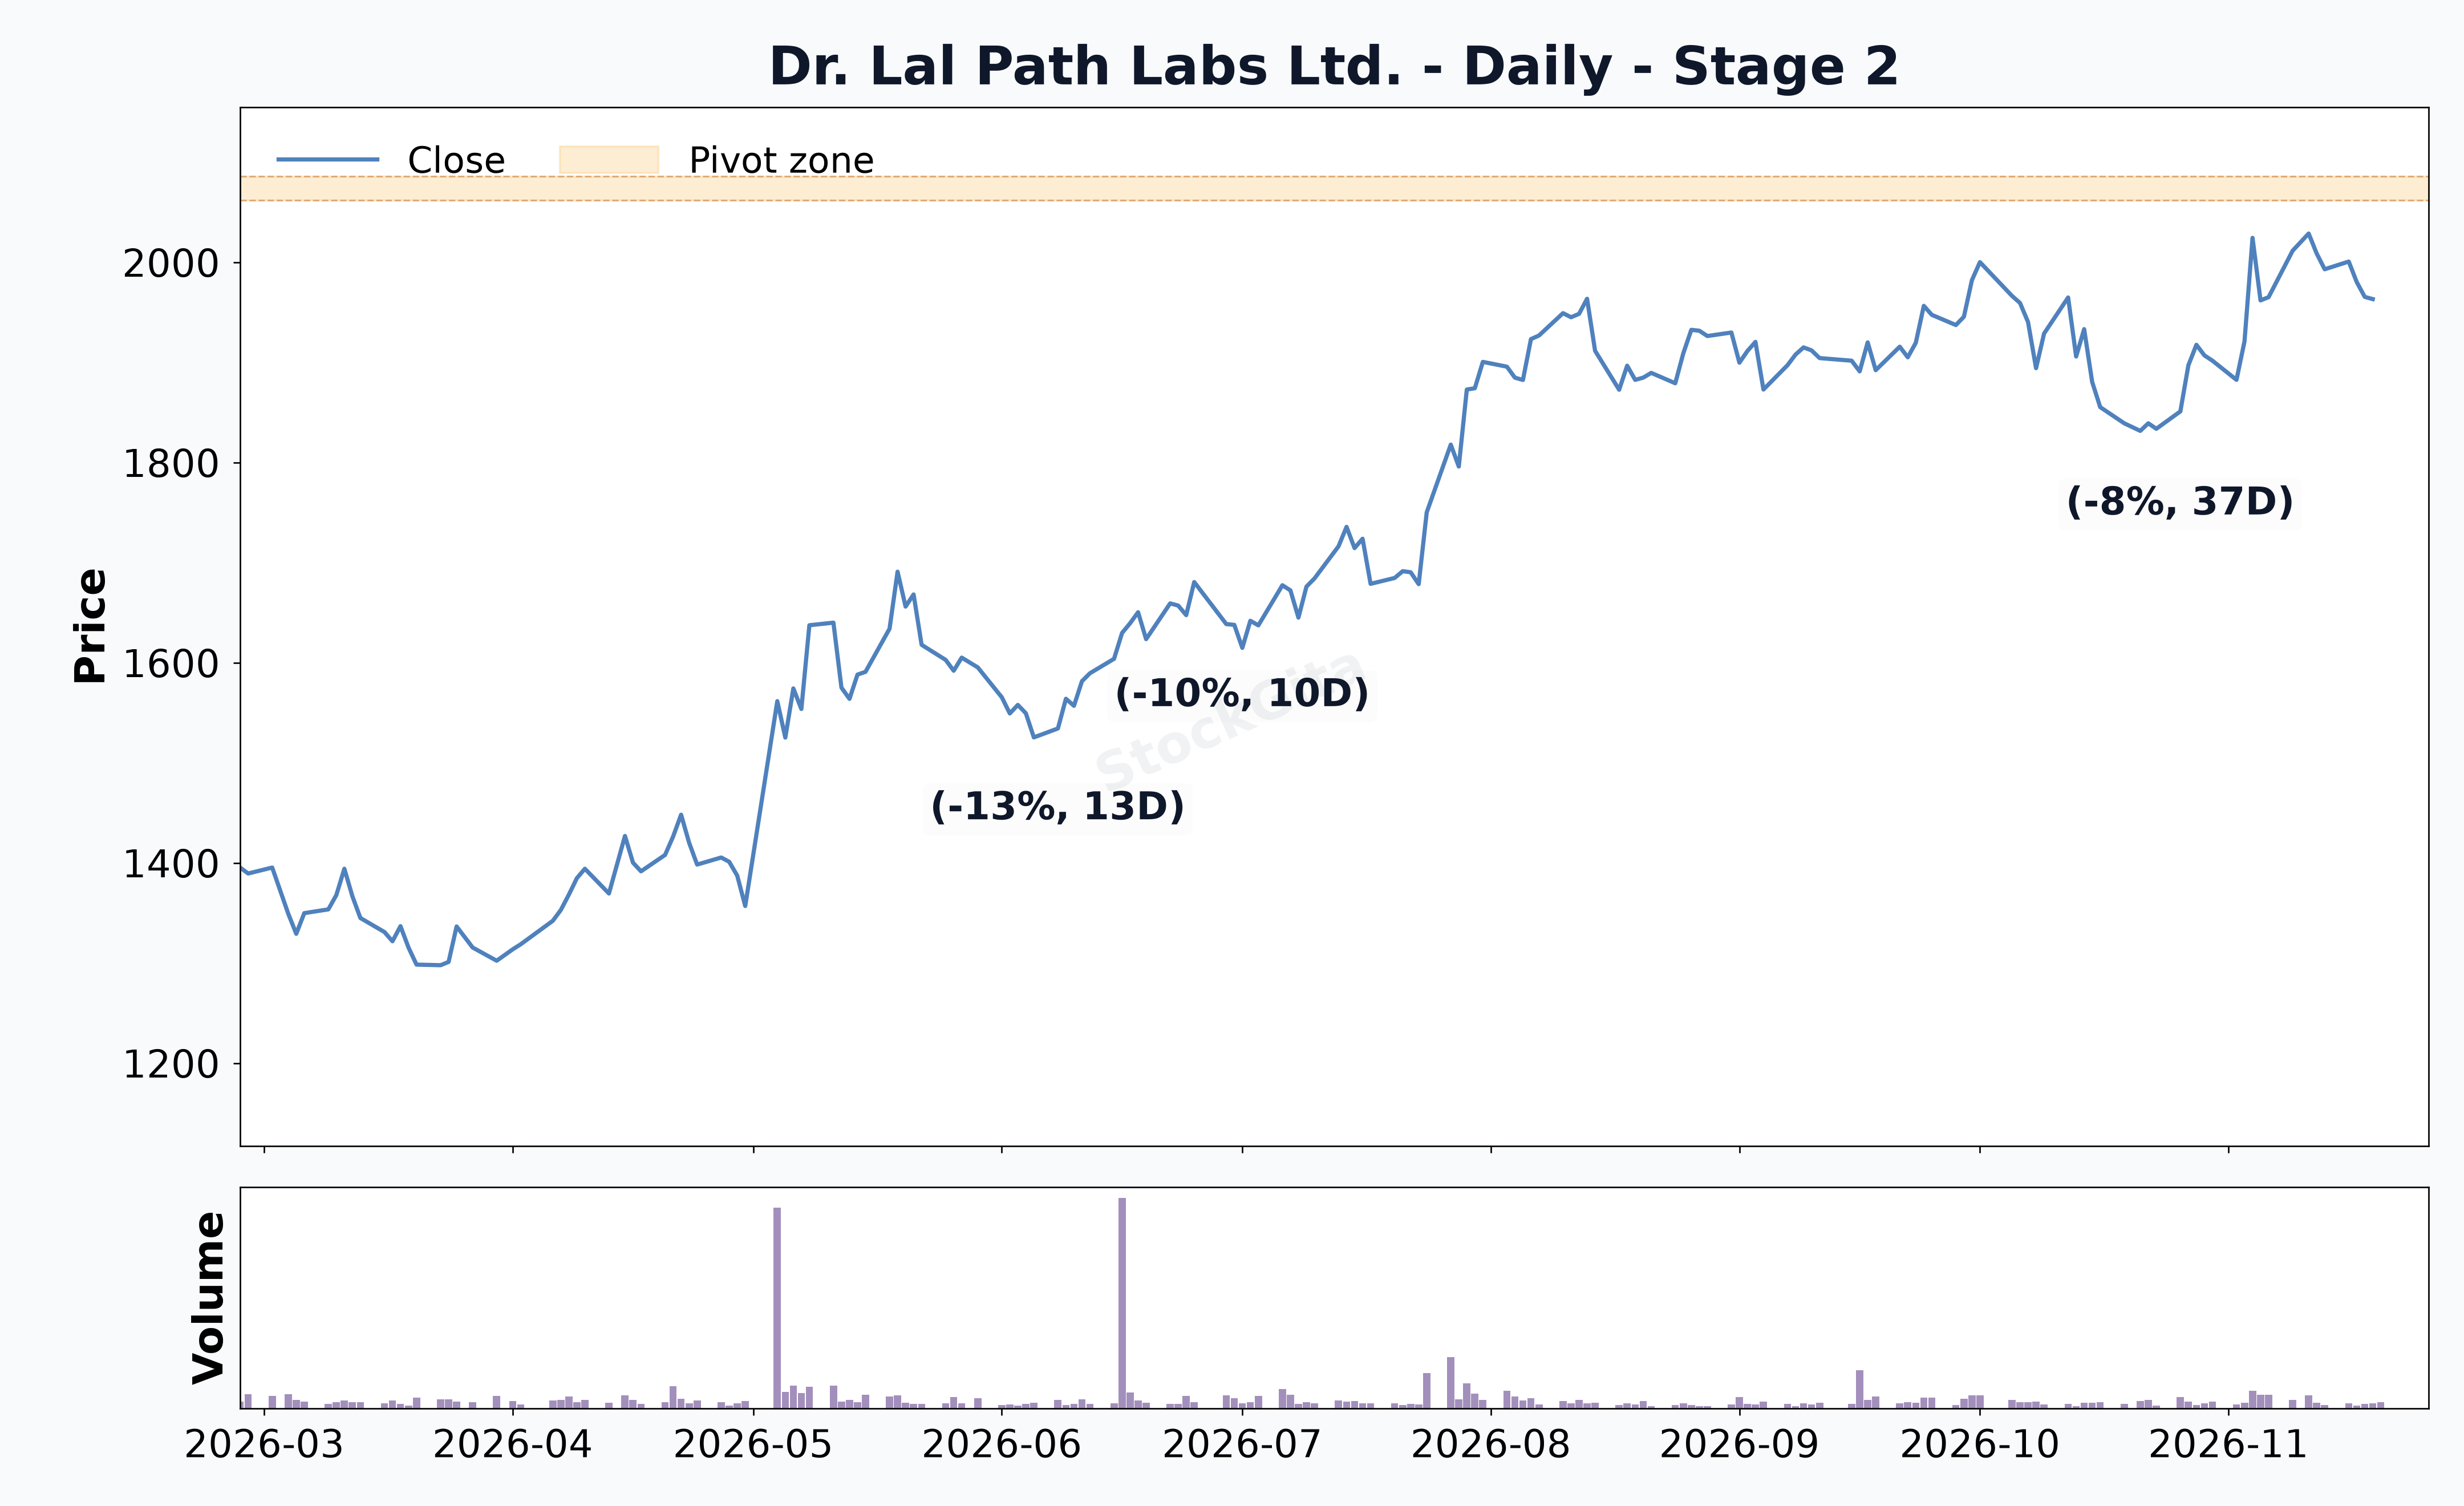 Dr. Lal Path Labs Ltd. - Daily - Stage 2
Close
Pivot zone
2000
1800
1600
1400
1200
Price
(-8%, 37D)
(-10%, 10D)
StockGita
(-13%, 13D)
Volume
2026-03
2026-04
2026-05
2026-06
2026-07
2026-08
2026-09
2026-10
2026-11